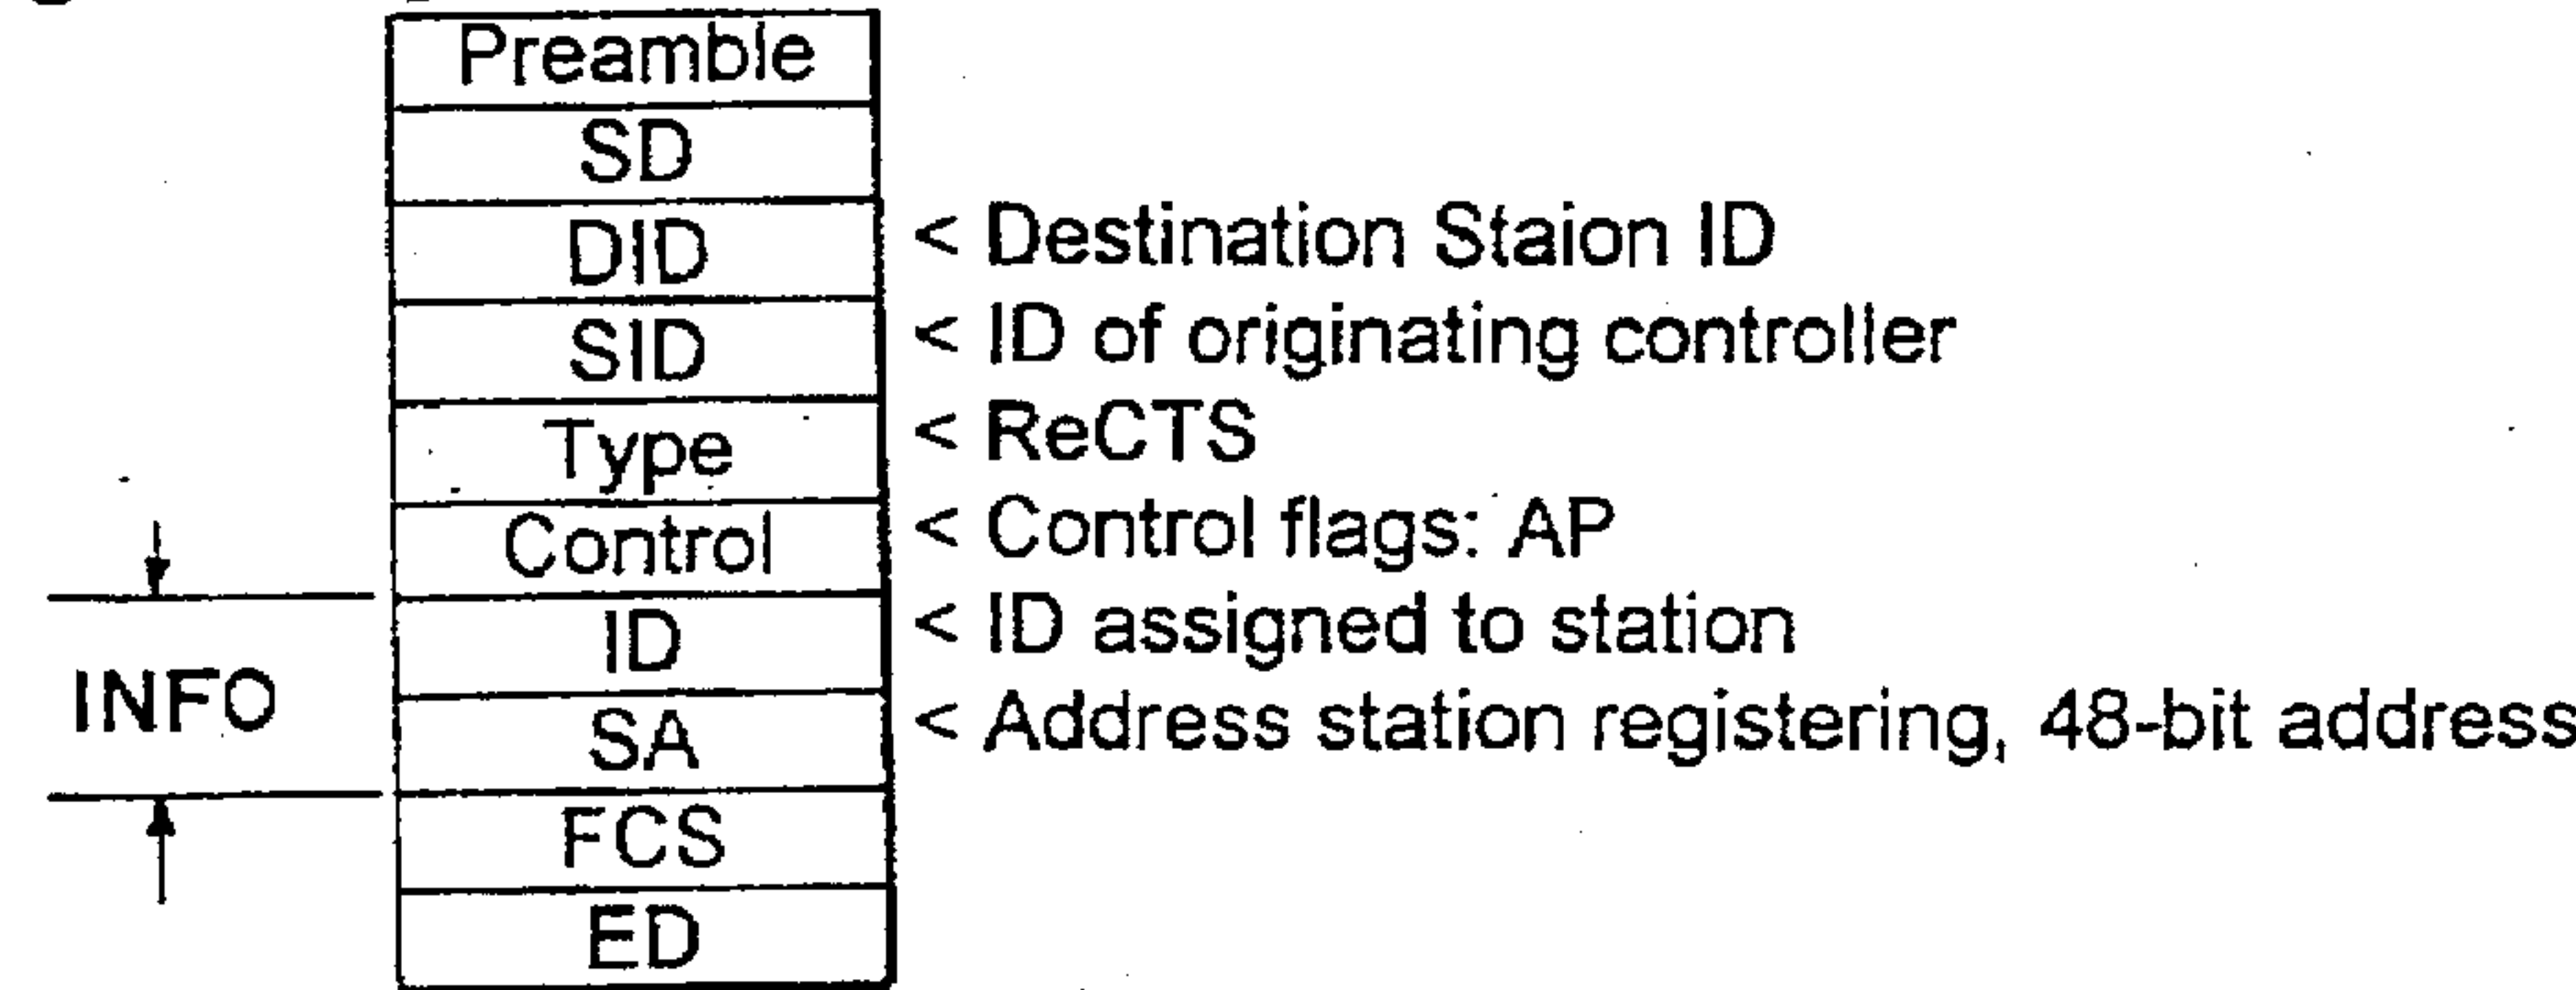 Preamble
SD
DID < Destination Staion ID
SID < ID of originating controller
Type < ReCTS
Control < Control flags: AP
ID < ID assigned to station
INFO
SA < Address station registering, 48-bit address
FCS
ED